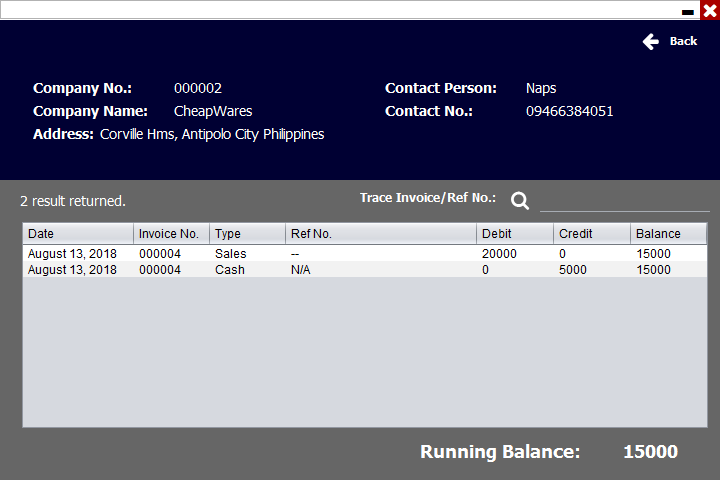 Back
Company No.: 000002 Contact Person: Naps
Company Name: CheapWares Contact No.: 09466384051
Address: Corville Hms, Antipolo City Philippines
2 result returned. Trace Invoice/Ref No.:
Date Invoice No. Type Ref No. Debit Credit Balance
August 13, 2018 000004 Sales -- 20000 0 15000
August 13, 2018 000004 Cash N/A 0 5000 15000
Running Balance: 15000